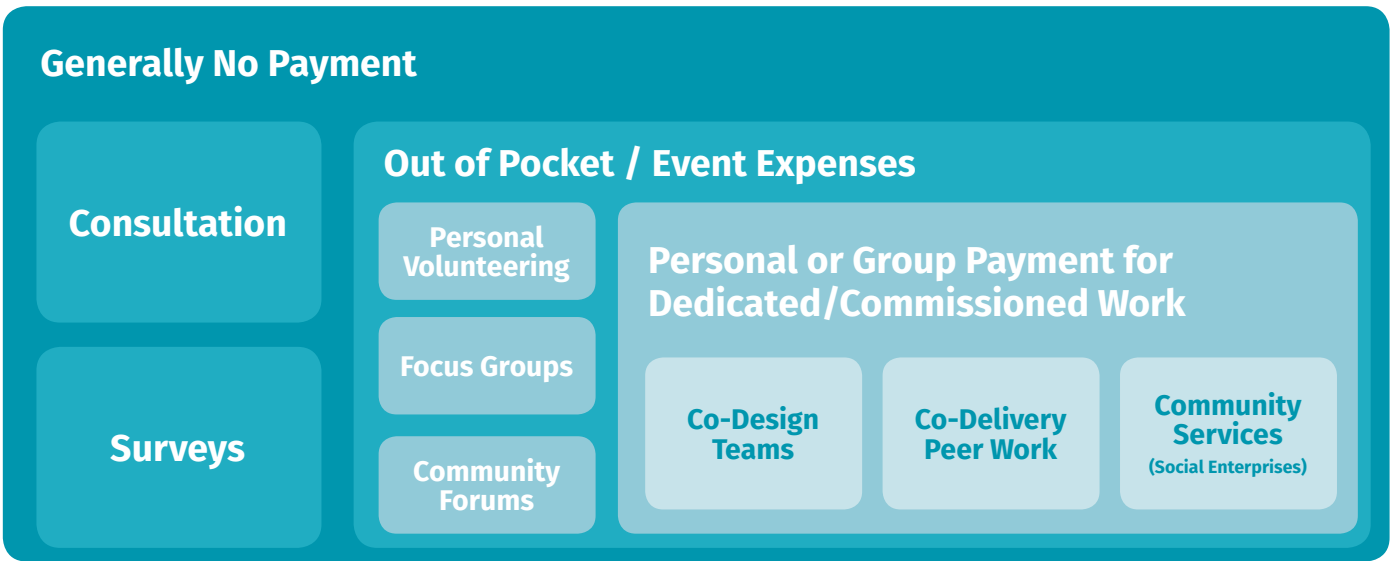 Generally No Payment
Consultation
Surveys
Out of Pocket / Event Expenses
Personal
Volunteering
Focus Groups
Community
Forums
Personal or Group Payment for
Dedicated/Commissioned Work
Co-Design
Teams
Co-Delivery
Peer Work
Community
Services
(Social Enterprises)